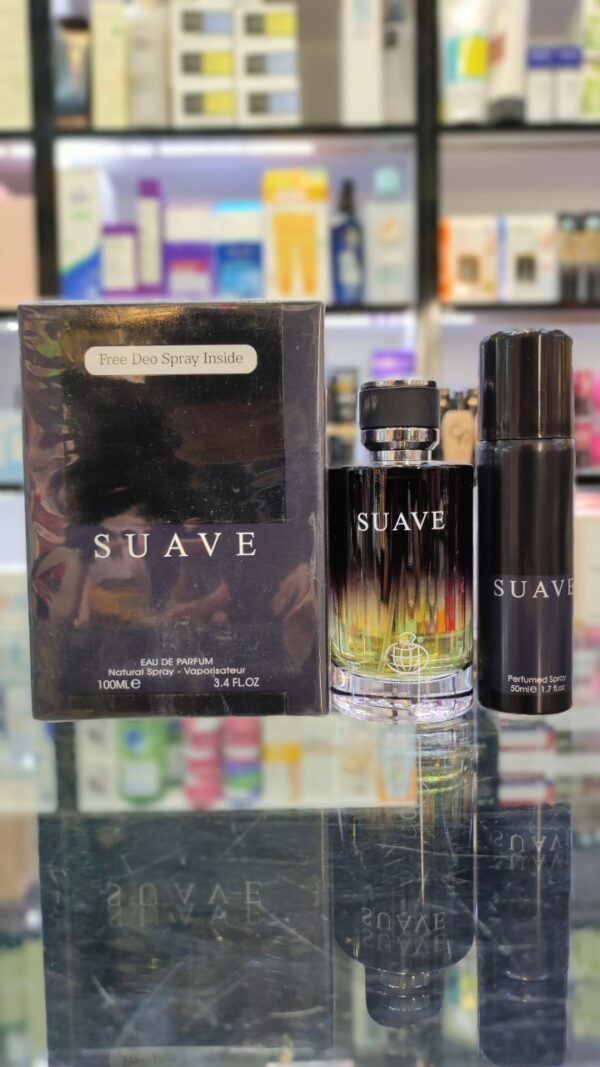 Free Deo Spray Inside
SUAVE
EAU DE PARFUM
Natural Spray - Vaporisateur
100ML℮ 3.4 FL.OZ
SUAVE
SUAVE
Perfumed Spray
50ml℮ 1.7 fl.oz